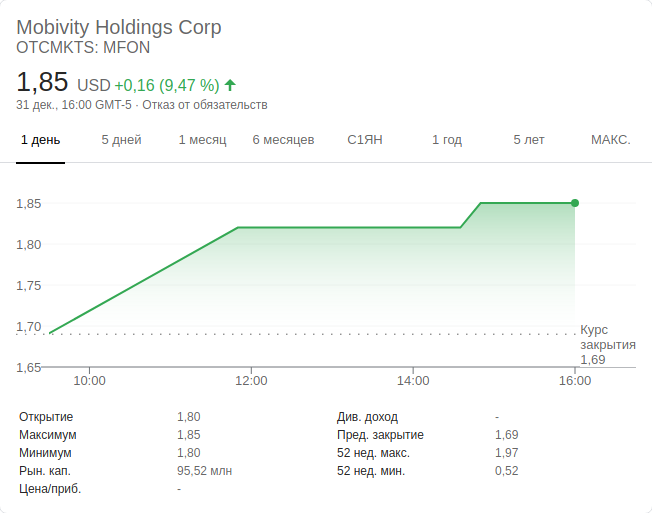 Mobivity Holdings Corp
OTCMKTS: MFON
1,85 USD +0,16 (9,47 %)
31 дек., 16:00 GMT-5 · Отказ от обязательств
1 день 5 дней 1 месяц 6 месяцев С1ЯН 1 год 5 лет МАКС.
1,85
1,80
1,75
1,70
Курс
закрытия
1,69
1,65
10:00 12:00 14:00 16:00
Открытие 1,80 Див. доход -
Максимум 1,85 Пред. закрытие 1,69
Минимум 1,80 52 нед. макс. 1,97
Рын. кап. 95,52 млн 52 нед. мин. 0,52
Цена/приб. -